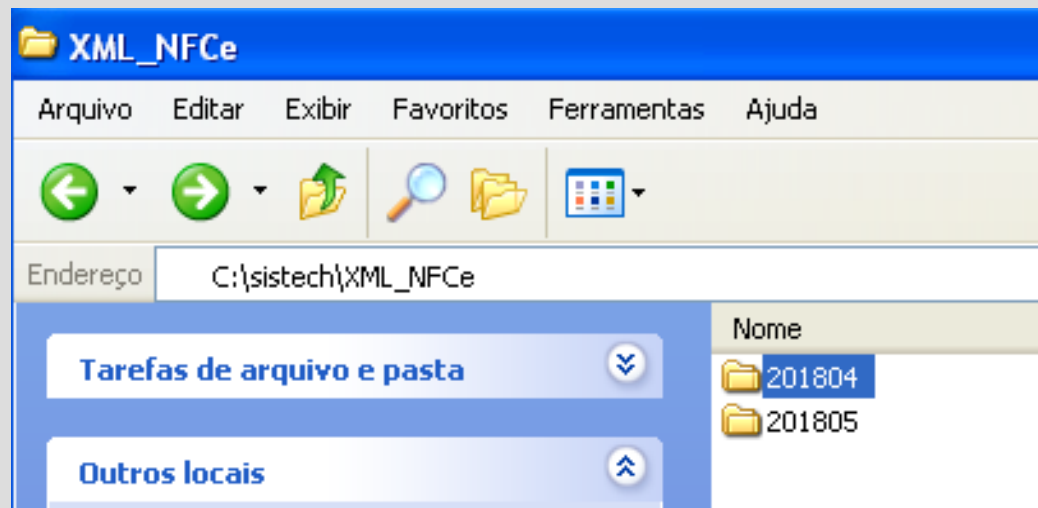 XML_NFCe
Arquivo Editar Exibir Favoritos Ferramentas Ajuda
Endereço C:\sistech\XML_NFCe
Nome
Tarefas de arquivo e pasta
201804
201805
Outros locais